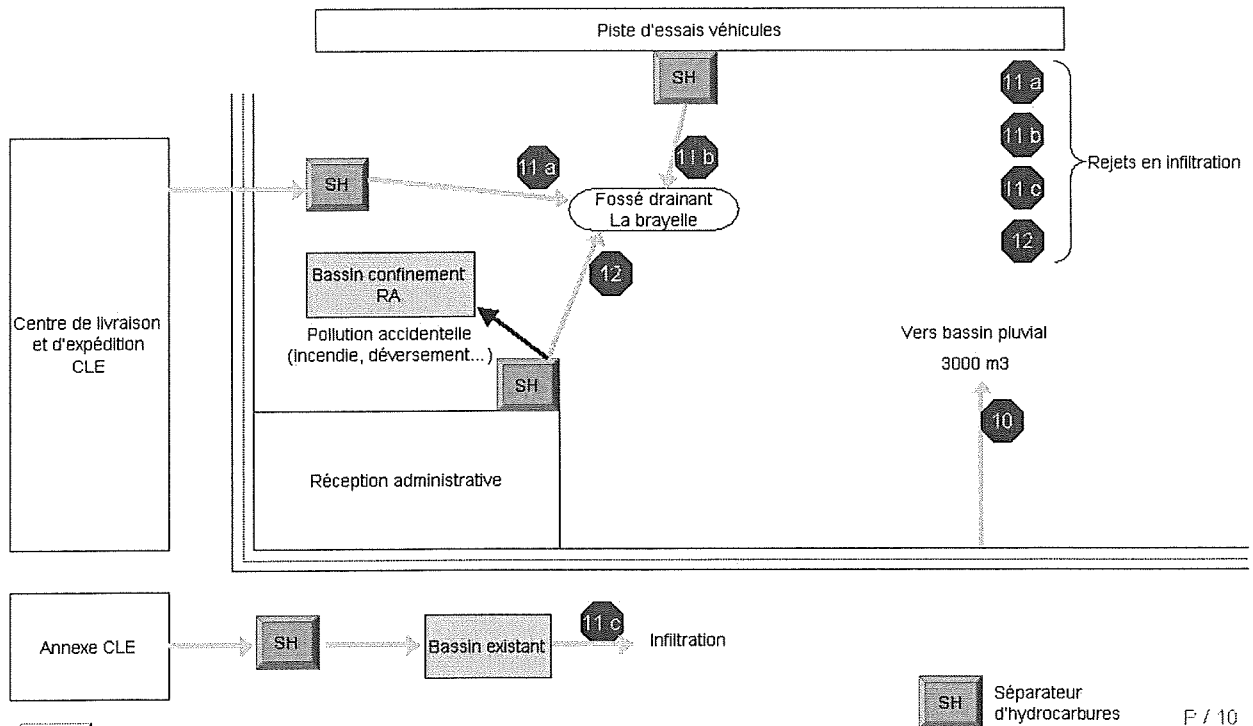 Piste d'essais véhicules
SH
11 a
11 b
11 c
12
Rejets en infiltration
11 a
11 b
SH
Fossé drainant
La brayelle
12
Bassin confinement
RA
Pollution accidentelle
(incendie, déversement...)
SH
Centre de livraison
et d'expédition
CLE
Vers bassin pluvial
3000 m3
10
Réception administrative
Annexe CLE
SH
Bassin existant
11 c
Infiltration
SH
Séparateur
d'hydrocarbures
P / 10